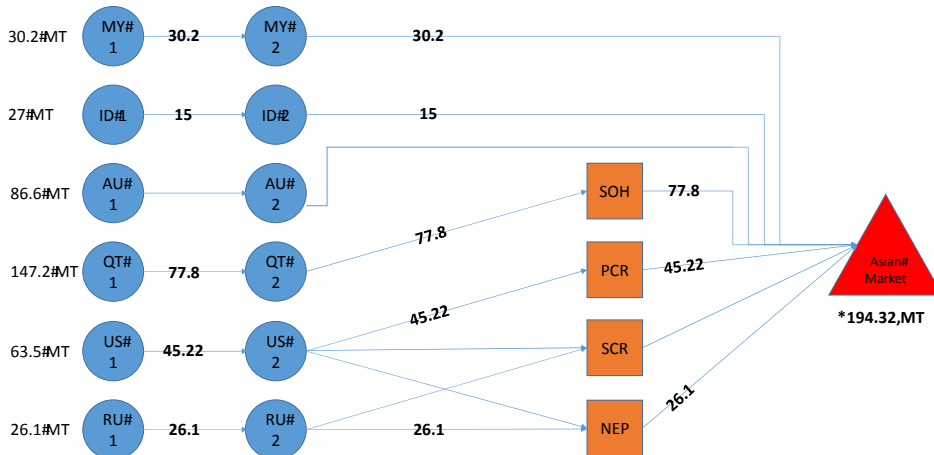 30.2#MT
MY#
1
30.2
MY#
2
30.2
27#MT
ID#1
15
ID#2
15
86.6#MT
AU#
1
AU#
2
SOH
77.8
147.2#MT
QT#
1
77.8
QT#
2
77.8
PCR
45.22
Asian#
Market
*194.32,MT
63.5#MT
US#
1
45.22
US#
2
45.22
SCR
26.1#MT
RU#
1
26.1
RU#
2
26.1
NEP
26.1